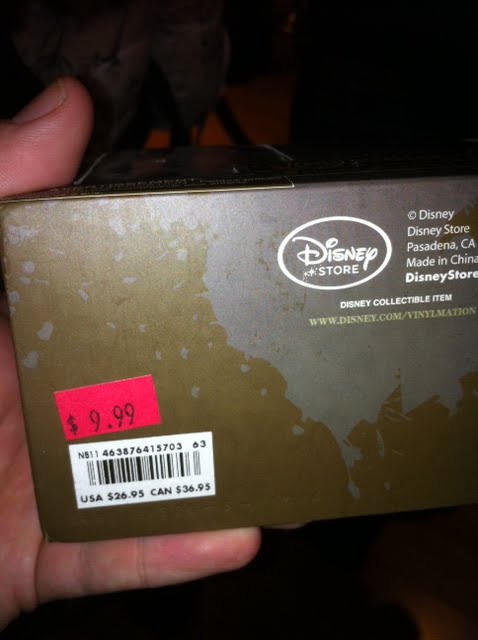 © Disney
Disney Store
Pasadena, CA
Made in China
DisneyStore
Disney
STORE
DISNEY COLLECTIBLE ITEM
WWW.DISNEY.COM/VINYLMATION
$ 9.99
NB11 463876415703 63
USA $26.95 CAN $36.95